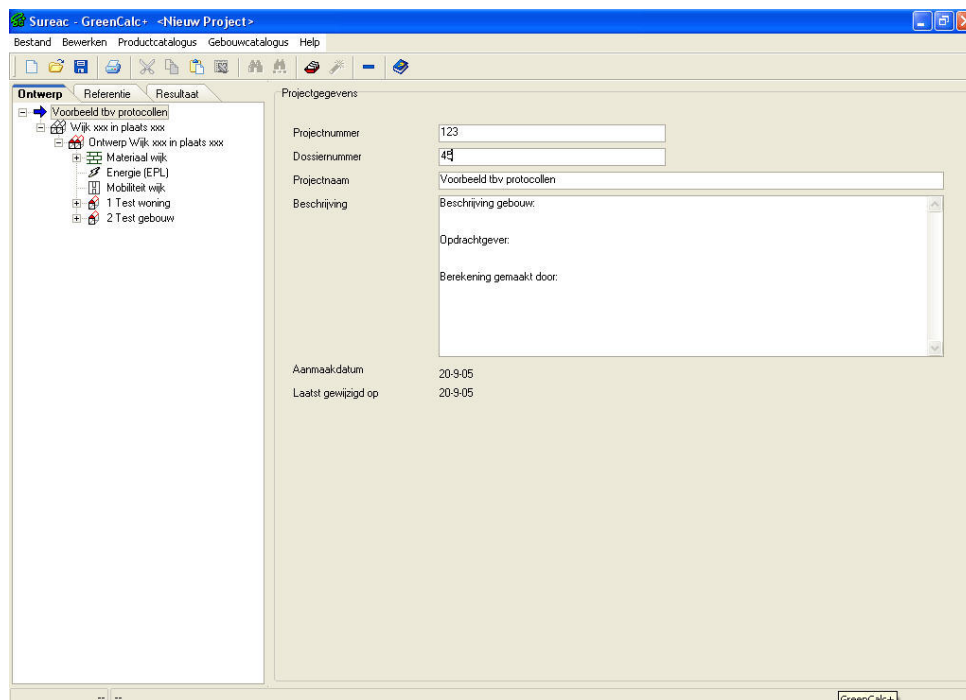 Sureac - GreenCalc+ <Nieuw Project>
Bestand Bewerken Productcatalogus Gebouwcatalogus Help
Ontwerp Referentie Resultaat
Voorbeeld tbv protocollen
Wijk xxx in plaats xxx
Ontwerp Wijk xxx in plaats xxx
Materiaal wijk
Energie (EPL)
Mobiliteit wijk
1 Test woning
2 Test gebouw
Projectgegevens
Projectnummer 123
Dossiernummer 45
Projectnaam Voorbeeld tbv protocollen
Beschrijving Beschrijving gebouw:
Opdrachtgever:
Berekening gemaakt door:
Aanmaakdatum 20-9-05
Laatst gewijzigd op 20-9-05
-- --
GreenCalc+